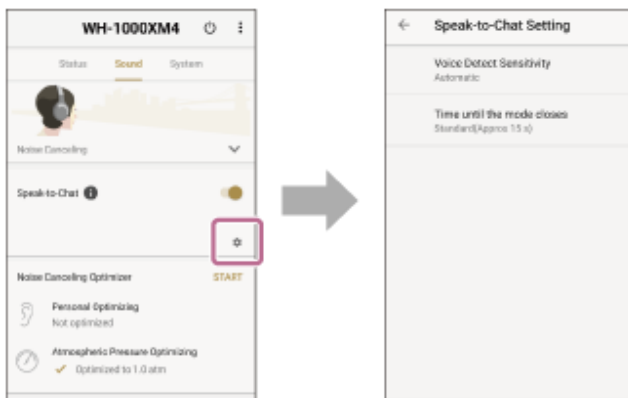 WH-1000XM4
Status Sound System
Noise Canceling
Speak-to-Chat
Noise Canceling Optimizer START
Personal Optimizing
Not optimized
Atmospheric Pressure Optimizing
Optimized to 1.0 atm
Speak-to-Chat Setting
Voice Detect Sensitivity
Automatic
Time until the mode closes
Standard(Approx 15 s)